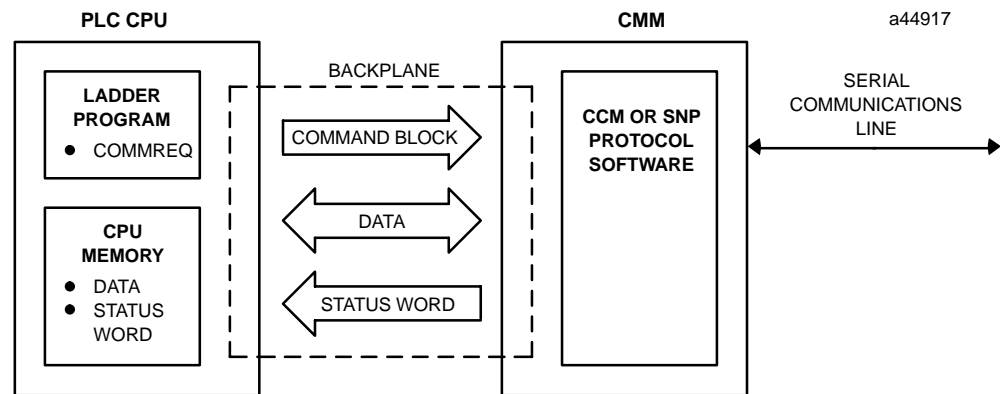 PLC CPU
CMM
a44917
LADDER
PROGRAM
● COMMREQ
CPU
MEMORY
● DATA
● STATUS
WORD
BACKPLANE
COMMAND BLOCK
DATA
STATUS WORD
CCM OR SNP
PROTOCOL
SOFTWARE
SERIAL
COMMUNICATIONS
LINE